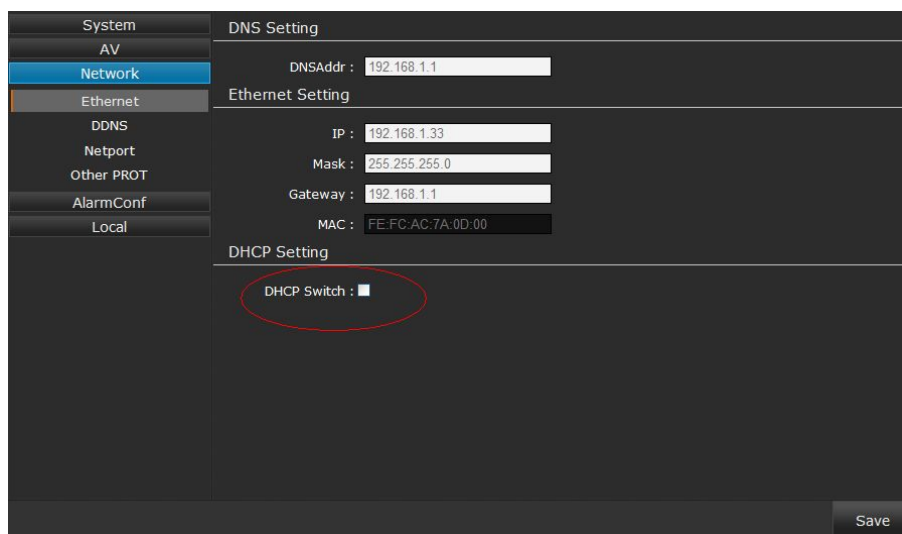 System
AV
Network
Ethernet
DDNS
Netport
Other PROT
AlarmConf
Local
DNS Setting
DNSAddr : 192.168.1.1
Ethernet Setting
IP : 192.168.1.33
Mask : 255.255.255.0
Gateway : 192.168.1.1
MAC : FE:FC:AC:7A:0D:00
DHCP Setting
DHCP Switch :
Save